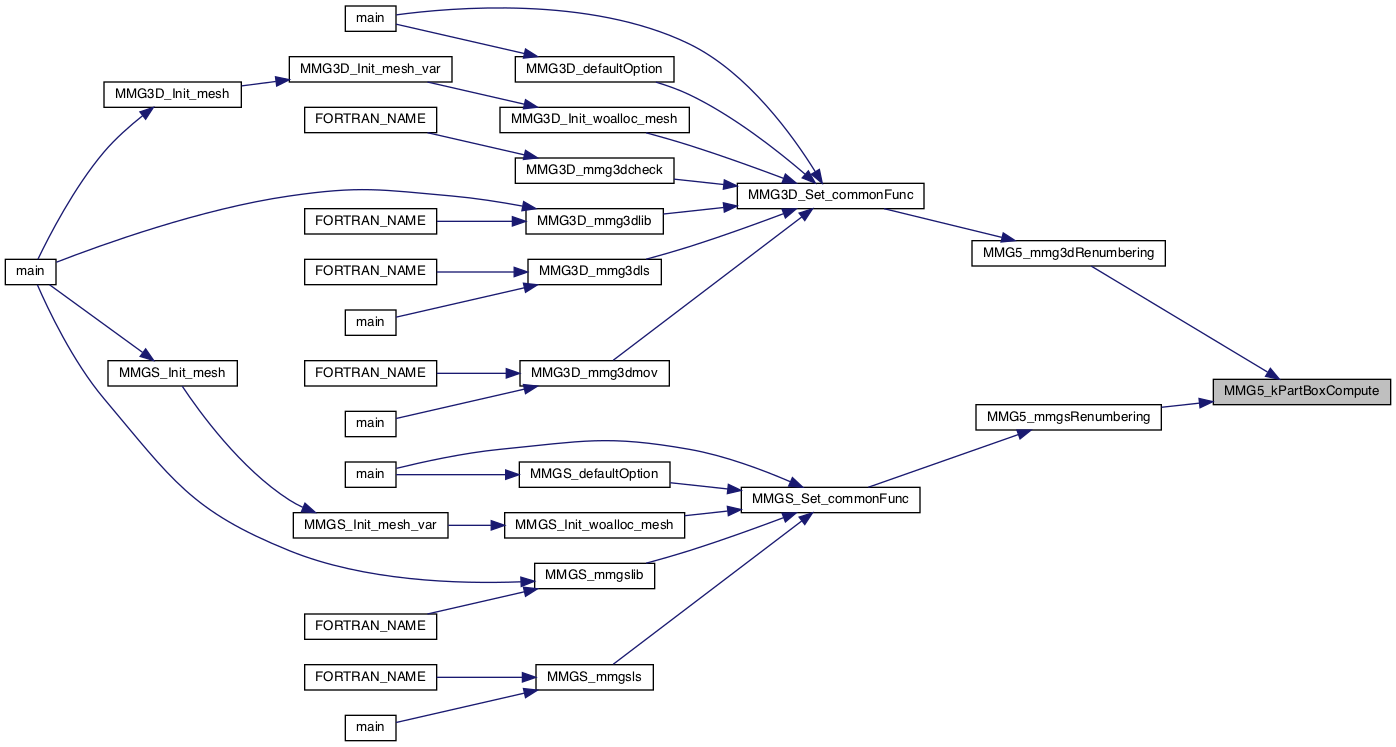 main
MMG3D_defaultOption
MMG3D_Init_mesh_var
MMG3D_Init_mesh
MMG3D_Init_woalloc_mesh
FORTRAN_NAME
MMG3D_mmg3dcheck
MMG3D_Set_commonFunc
FORTRAN_NAME
MMG3D_mmg3dlib
MMG5_mmg3dRenumbering
main
FORTRAN_NAME
MMG3D_mmg3dls
main
MMGS_Init_mesh
FORTRAN_NAME
MMG3D_mmg3dmov
MMG5_kPartBoxCompute
main
MMG5_mmgsRenumbering
main
MMGS_defaultOption
MMGS_Set_commonFunc
MMGS_Init_mesh_var
MMGS_Init_woalloc_mesh
MMGS_mmgslib
FORTRAN_NAME
FORTRAN_NAME
MMGS_mmgsls
main